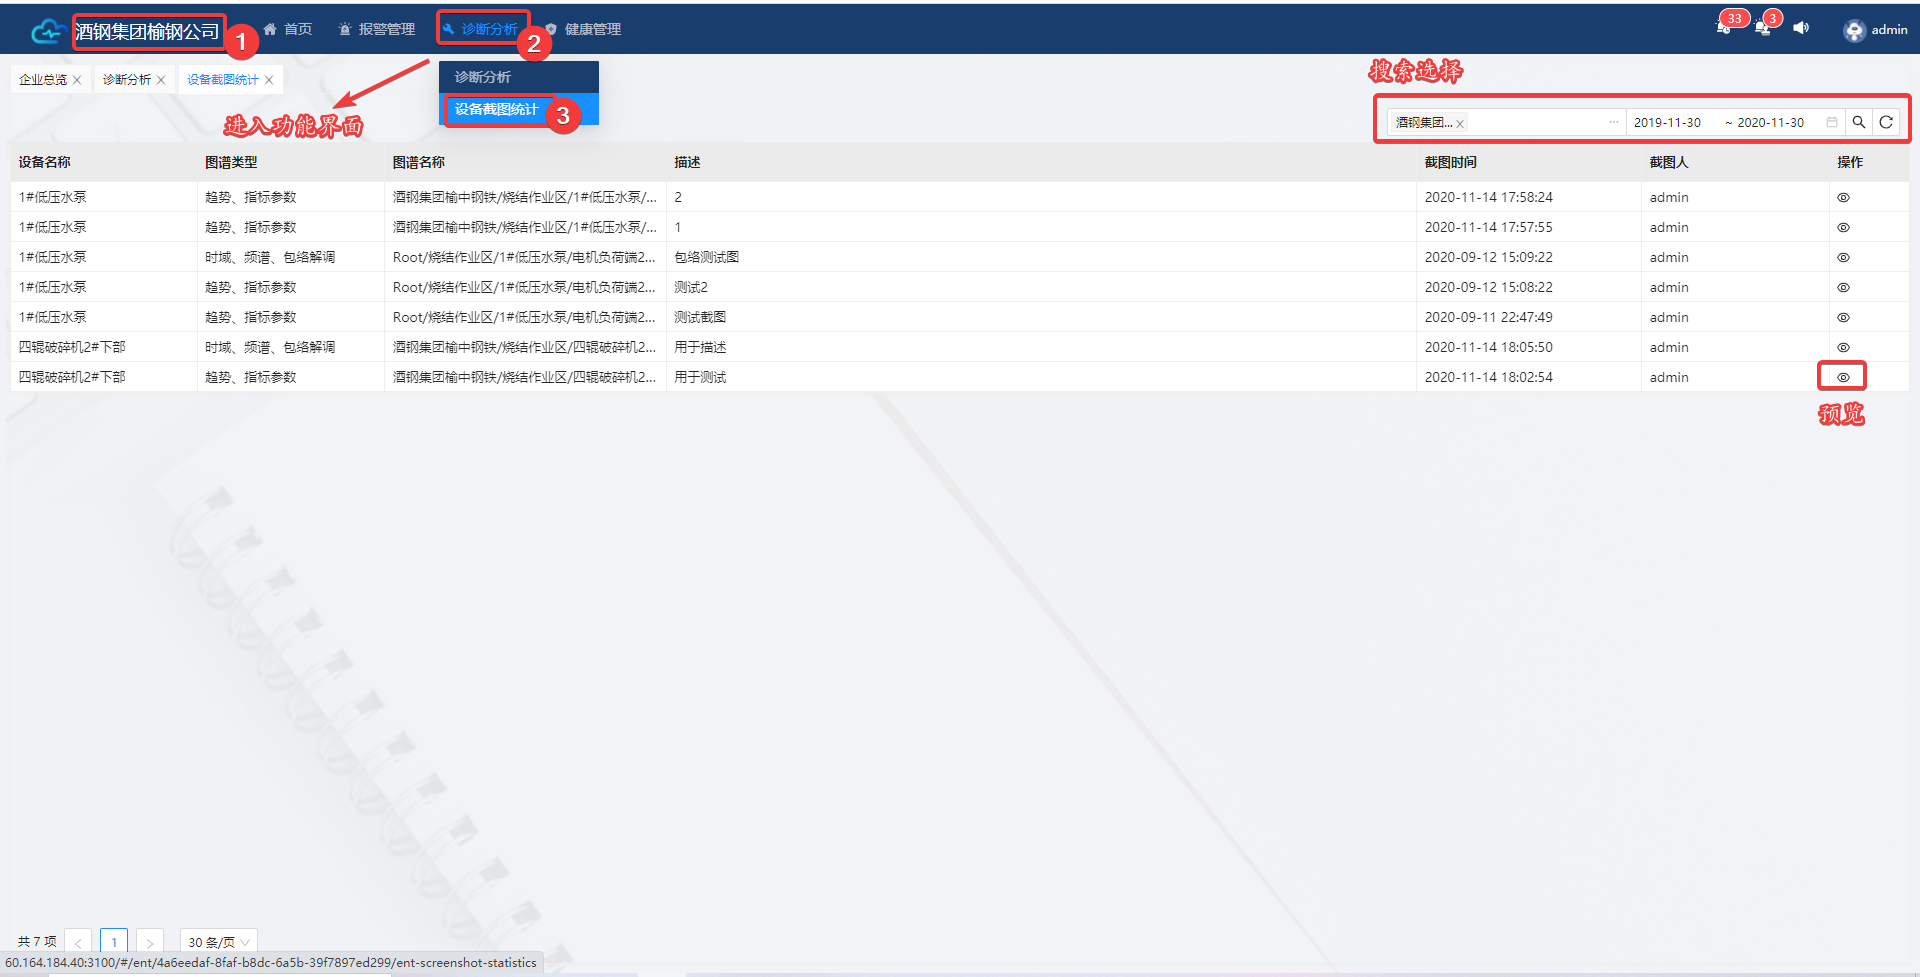 酒钢集团榆钢公司
1
首页
报警管理
诊断分析
2
健康管理
33
3
admin
企业总览
诊断分析
设备截图统计
诊断分析
设备截图统计
3
进入功能界面
搜索选择
酒钢集团...
2019-11-30 ~ 2020-11-30
设备名称 图谱类型 图谱名称 描述 截图时间 截图人 操作
1#低压水泵 趋势、指标参数 酒钢集团榆中钢铁/烧结作业区/1#低压水泵/... 2 2020-11-14 17:58:24 admin
1#低压水泵 趋势、指标参数 酒钢集团榆中钢铁/烧结作业区/1#低压水泵/... 1 2020-11-14 17:57:55 admin
1#低压水泵 时域、频谱、包络解调 Root/烧结作业区/1#低压水泵/电机负荷端2... 包络测试图 2020-09-12 15:09:22 admin
1#低压水泵 趋势、指标参数 Root/烧结作业区/1#低压水泵/电机负荷端2... 测试2 2020-09-12 15:08:22 admin
1#低压水泵 趋势、指标参数 Root/烧结作业区/1#低压水泵/电机负荷端2... 测试截图 2020-09-11 22:47:49 admin
四辊破碎机2#下部 时域、频谱、包络解调 酒钢集团榆中钢铁/烧结作业区/四辊破碎机2... 用于描述 2020-11-14 18:05:50 admin
四辊破碎机2#下部 趋势、指标参数 酒钢集团榆中钢铁/烧结作业区/四辊破碎机2... 用于测试 2020-11-14 18:02:54 admin
预览
共 7 项 < 1 > 30 条/页
60.164.184.40:3100/#/ent/4a6eedaf-8faf-b8dc-6a5b-39f7897ed299/ent-screenshot-statistics